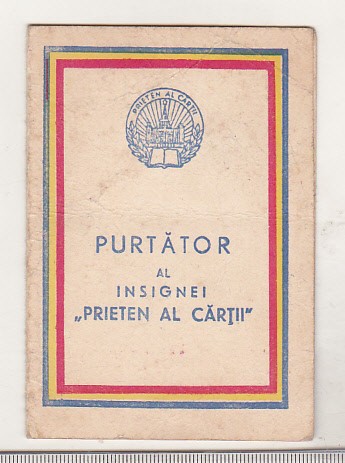 PRIETEN AL CĂRȚII
PURTĂTOR
AL
INSIGNEI
„PRIETEN AL CĂRȚII"